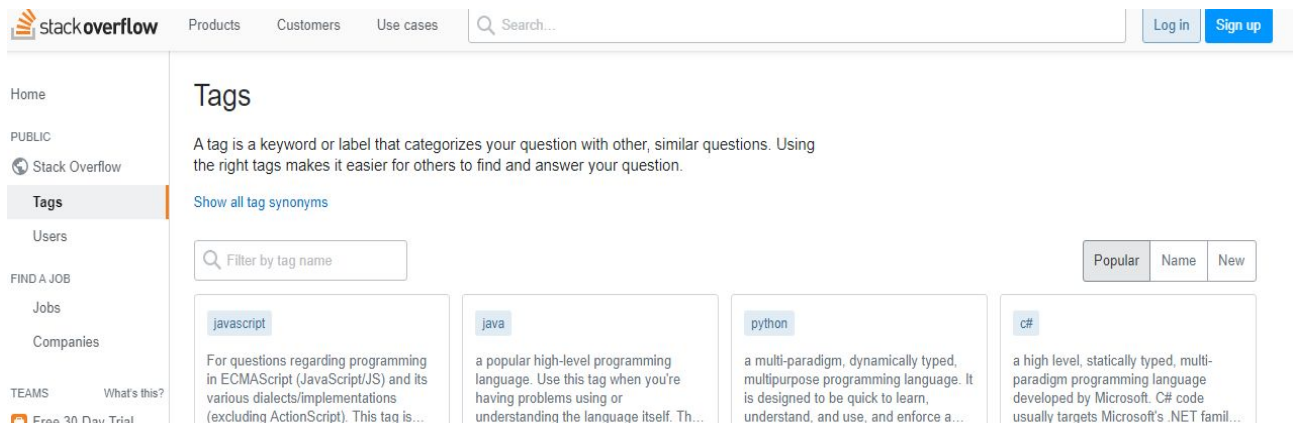 stackoverflow Products Customers Use cases Search... Log in Sign up
Home
PUBLIC
Stack Overflow
Tags
Users
FIND A JOB
Jobs
Companies
TEAMS What's this?
Free 30 Day Trial
Tags
A tag is a keyword or label that categorizes your question with other, similar questions. Using
the right tags makes it easier for others to find and answer your question.
Show all tag synonyms
Filter by tag name
Popular Name New
javascript
For questions regarding programming
in ECMAScript (JavaScript/JS) and its
various dialects/implementations
(excluding ActionScript). This tag is...
java
a popular high-level programming
language. Use this tag when you're
having problems using or
understanding the language itself. Th...
python
a multi-paradigm, dynamically typed,
multipurpose programming language. It
is designed to be quick to learn,
understand, and use, and enforce a...
c#
a high level, statically typed, multi-
paradigm programming language
developed by Microsoft. C# code
usually targets Microsoft's .NET famil...